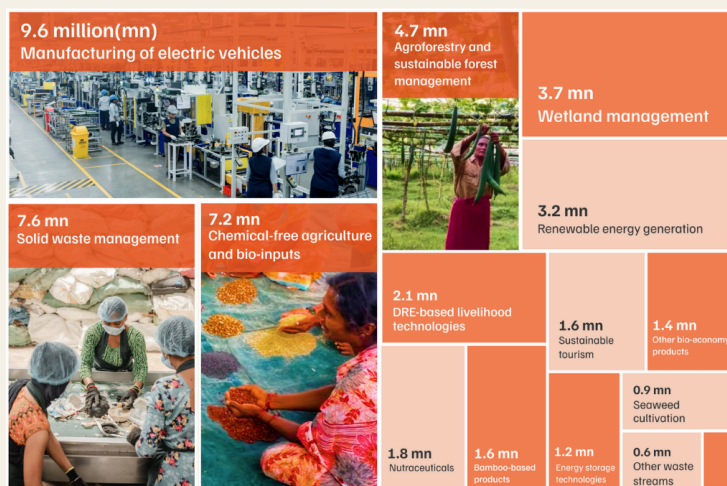 9.6 million(mn)
Manufacturing of electric vehicles
4.7 mn
Agroforestry and
sustainable forest
management
3.7 mn
Wetland management
3.2 mn
Renewable energy generation
7.6 mn
Solid waste management
7.2 mn
Chemical-free agriculture
and bio-inputs
2.1 mn
DRE-based livelihood
technologies
1.6 mn
Sustainable
tourism
1.4 mn
Other bio-economy
products
1.8 mn
Nutraceuticals
1.6 mn
Bamboo-based
products
1.2 mn
Energy storage
technologies
0.9 mn
Seaweed
cultivation
0.6 mn
Other waste
streams